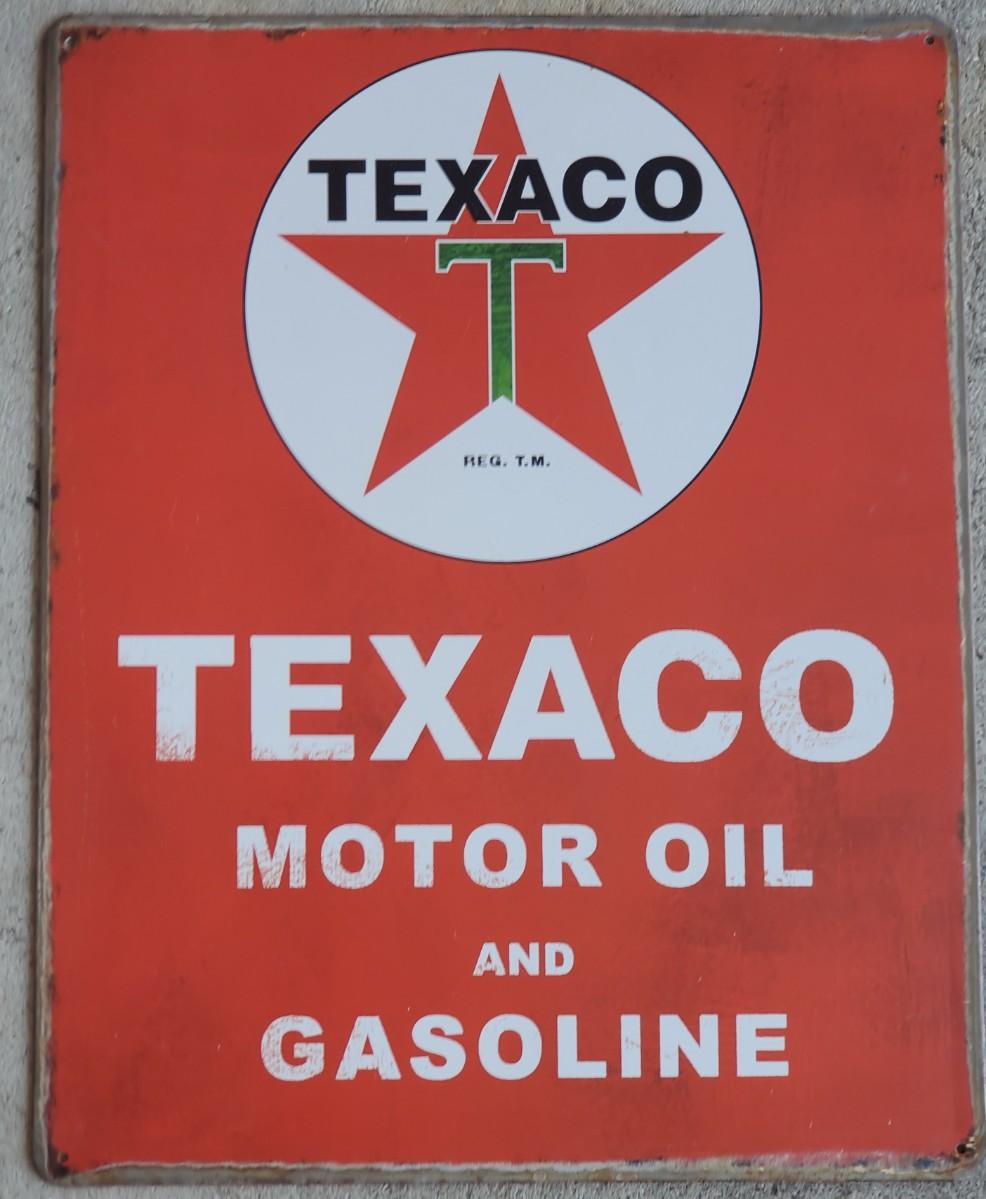 TEXACO
T
REG. T.M.
TEXACO
MOTOR OIL
AND
GASOLINE